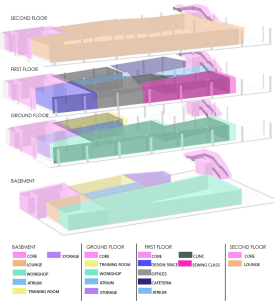 SECOND FLOOR
FIRST FLOOR
GROUND FLOOR
BASEMENT
BASEMENT
CORE
STORAGE
LOUNGE
WORKSHOP
ATRIUM
TRAINING ROOM
GROUND FLOOR
CORE
TRAINING ROOM
WORKSHOP
ATRIUM
STORAGE
FIRST FLOOR
CORE
CLINC
DESIGN SPACE
SEWING CLASS
OFFICES
CAFETERIA
ATRIUM
SECOND FLOOR
CORE
LOUNGE